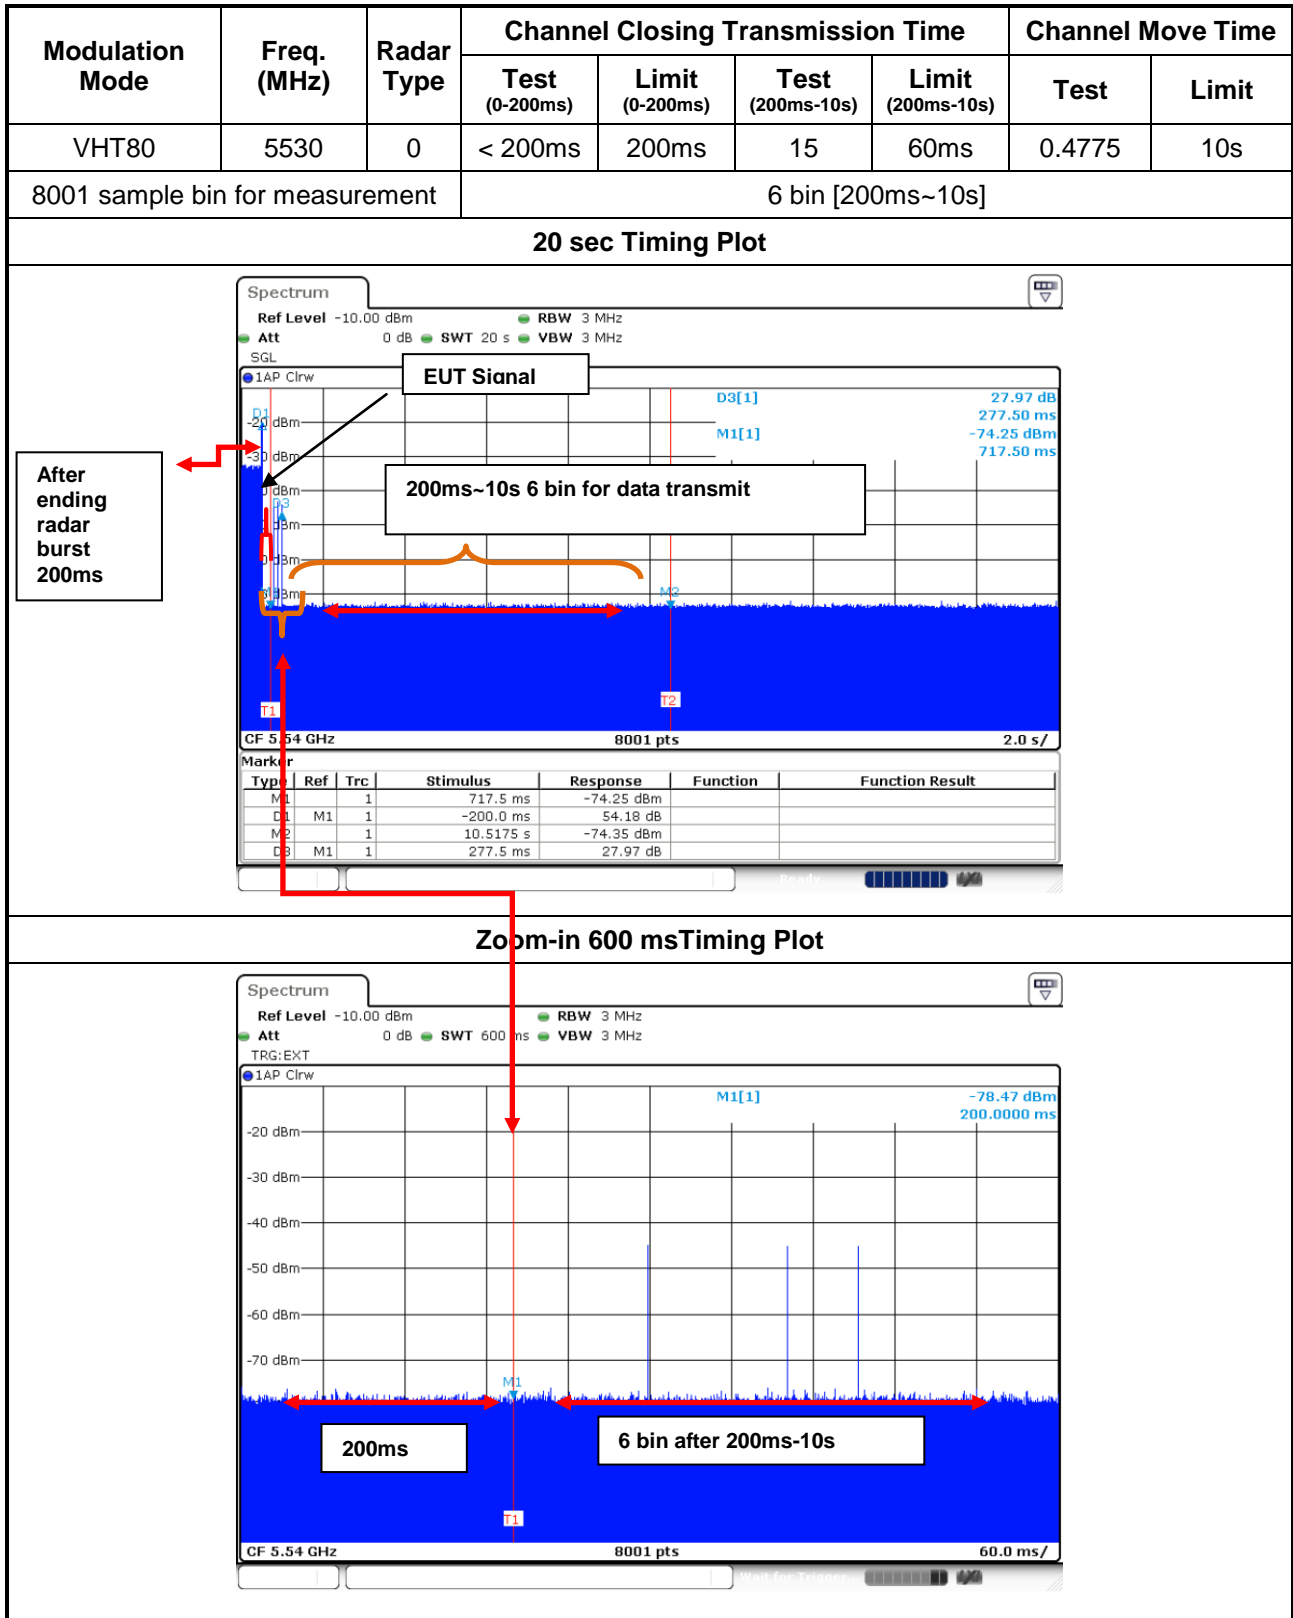 Modulation Mode
Freq. (MHz)
Radar Type
Channel Closing Transmission Time
Channel Move Time
Test (0-200ms)
Limit (0-200ms)
Test (200ms-10s)
Limit (200ms-10s)
Test
Limit
VHT80 5530 0 < 200ms 200ms 15 60ms 0.4775 10s
8001 sample bin for measurement 6 bin [200ms~10s]
20 sec Timing Plot
Spectrum
Ref Level -10.00 dBm RBW 3 MHz
Att 0 dB SWT 20 s VBW 3 MHz
SGL
1AP Clrw
EUT Signal
D3[1] 27.97 dB
277.50 ms
M1[1] -74.25 dBm
717.50 ms
D1
-20 dBm
-30 dBm
After
ending
radar
burst
200ms
200ms~10s 6 bin for data transmit
D3
M2
T1
T2
CF 5.54 GHz 8001 pts 2.0 s/
Marker
Type Ref Trc Stimulus Response Function Function Result
M1 1 717.5 ms -74.25 dBm
D1 M1 1 -200.0 ms 54.18 dB
M2 1 10.5175 s -74.35 dBm
D3 M1 1 277.5 ms 27.97 dB
Ready
Zoom-in 600 msTiming Plot
Spectrum
Ref Level -10.00 dBm RBW 3 MHz
Att 0 dB SWT 600 ms VBW 3 MHz
TRG:EXT
1AP Clrw
M1[1] -78.47 dBm
200.0000 ms
-20 dBm
-30 dBm
-40 dBm
-50 dBm
-60 dBm
-70 dBm
M1
200ms
6 bin after 200ms-10s
T1
CF 5.54 GHz 8001 pts 60.0 ms/
Wait for Trigger...